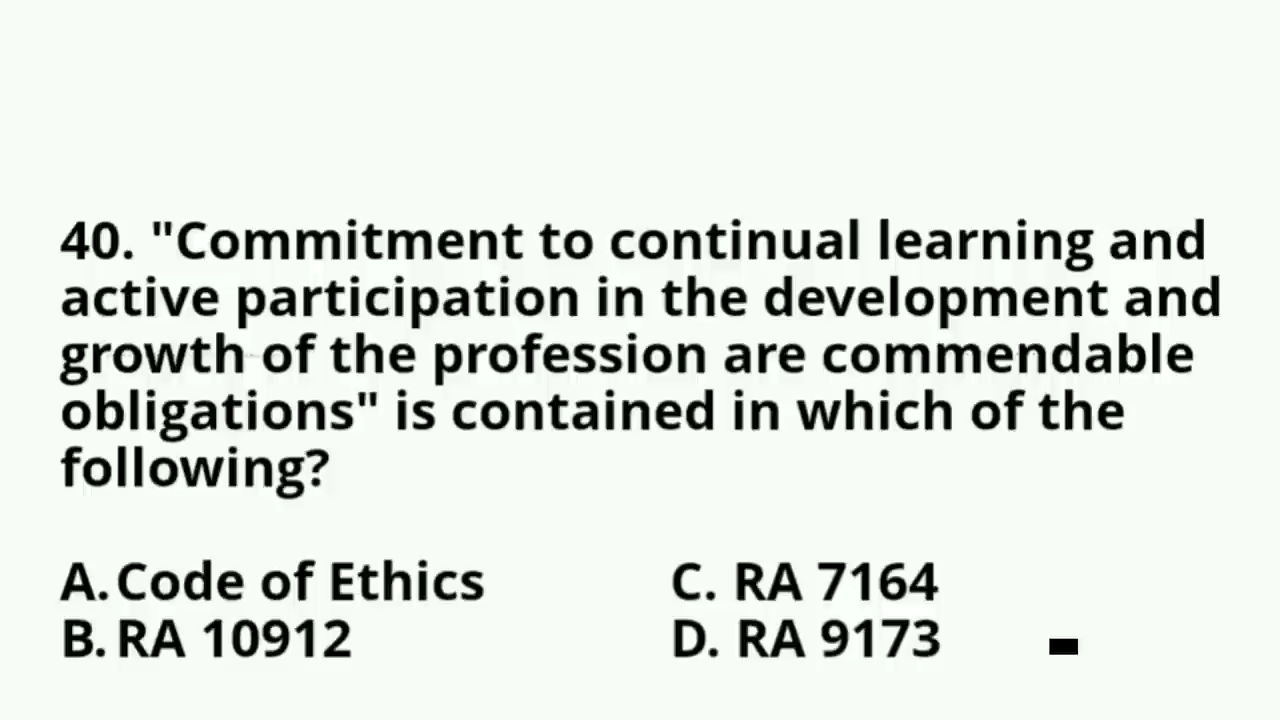 40. "Commitment to continual learning and
active participation in the development and
growth of the profession are commendable
obligations" is contained in which of the
following?
A. Code of Ethics
C. RA 7164
B. RA 10912
D. RA 9173